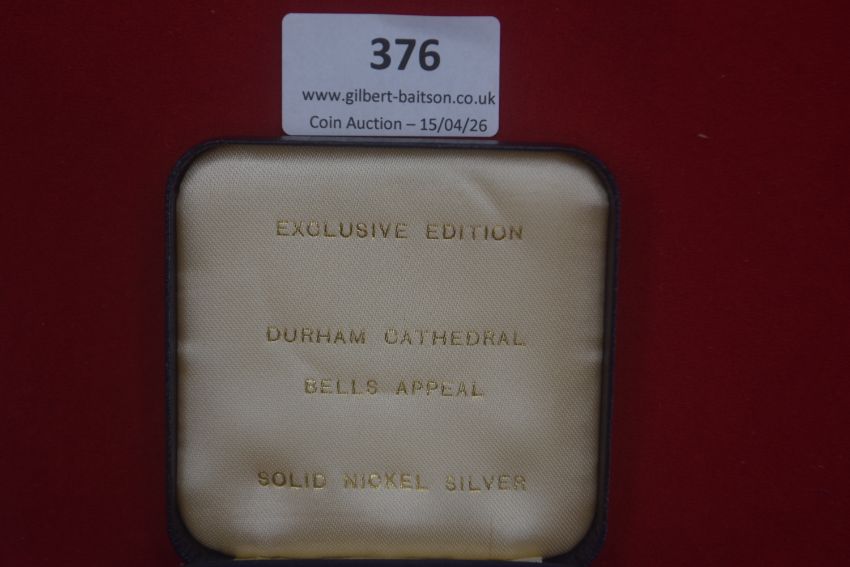 376
www.gilbert-baitson.co.uk
Coin Auction – 15/04/26
EXCLUSIVE EDITION
DURHAM CATHEDRAL
BELLS APPEAL
SOLID NICKEL SILVER